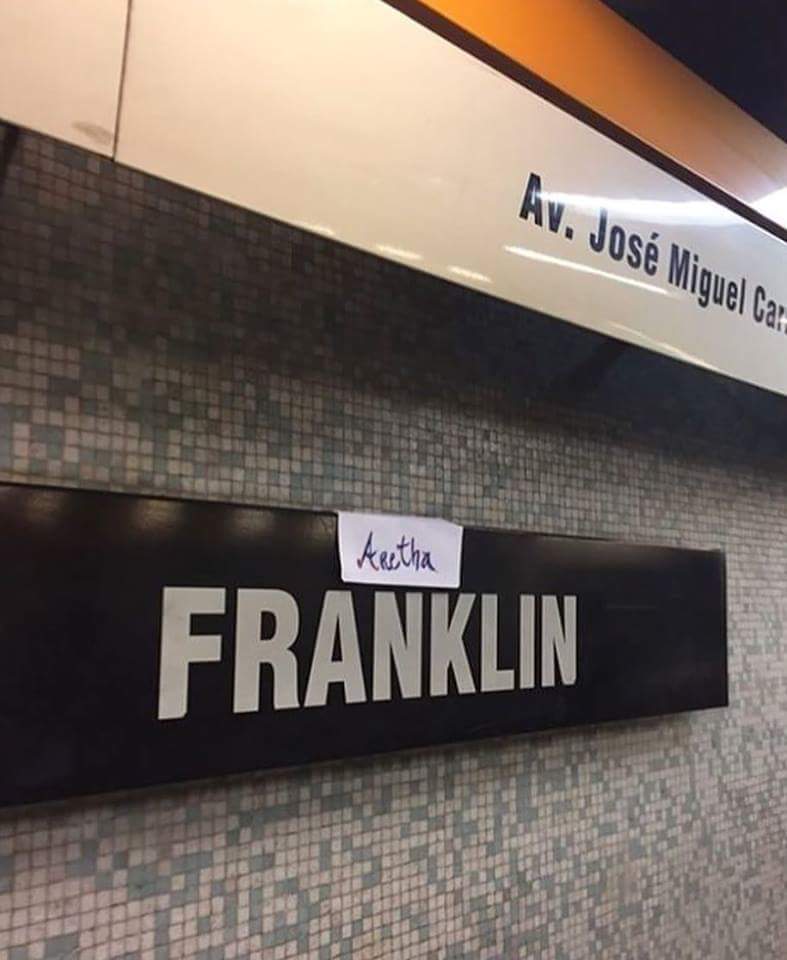 Av. José Miguel
Aretha
FRANKLIN